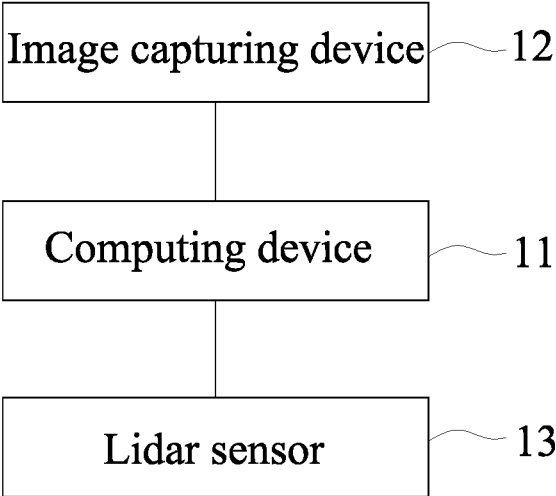 Image capturing device 12
Computing device 11
Lidar sensor 13